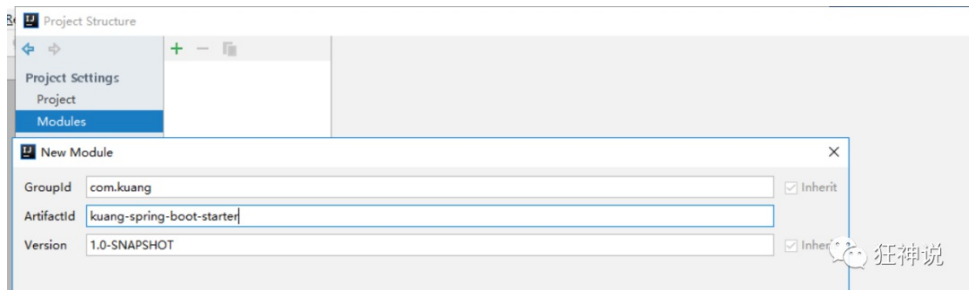 Project Structure
Project Settings
Project
Modules
New Module
GroupId com.kuang Inherit
ArtifactId kuang-spring-boot-starter
Version 1.0-SNAPSHOT Inherit
狂神说